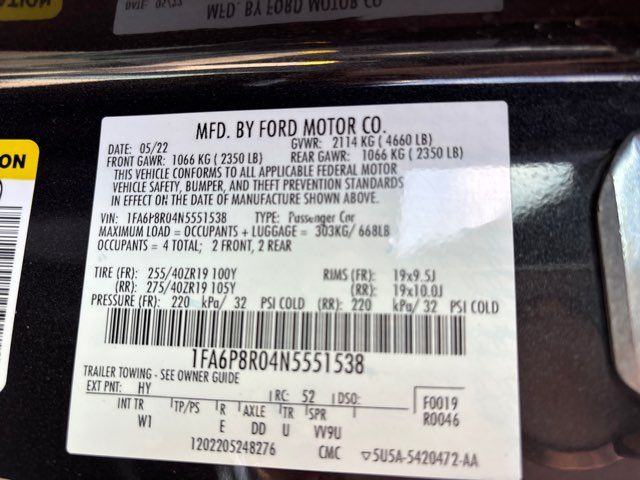 MFD. BY FORD MOTOR CO.
DATE: 05/22 GVWR: 2114 KG ( 4660 LB)
FRONT GAWR: 1066 KG ( 2350 LB) REAR GAWR: 1066 KG ( 2350 LB)
THIS VEHICLE CONFORMS TO ALL APPLICABLE FEDERAL MOTOR
VEHICLE SAFETY, BUMPER, AND THEFT PREVENTION STANDARDS
IN EFFECT ON THE DATE OF MANUFACTURE SHOWN ABOVE.
VIN: 1FA6P8R04N5551538 TYPE: Passenger Car
MAXIMUM LOAD = OCCUPANTS + LUGGAGE = 303KG/ 668LB
OCCUPANTS = 4 TOTAL; 2 FRONT, 2 REAR
TIRE (FR): 255/40ZR19 100Y RIMS (FR): 19x9.5J
(RR): 275/40ZR19 105Y (RR): 19x10.0J
PRESSURE (FR): 220 kPa/ 32 PSI COLD (RR): 220 kPa/ 32 PSI COLD
1FA6P8R04N5551538
TRAILER TOWING - SEE OWNER GUIDE
EXT PNT: HY RC: 52 DSO: F0019
INT TR TP/PS R AXLE TR SPR R0046
W1 E DD U VV9U
1202205248276 CMC ▽5U5A-5420472-AA
ON